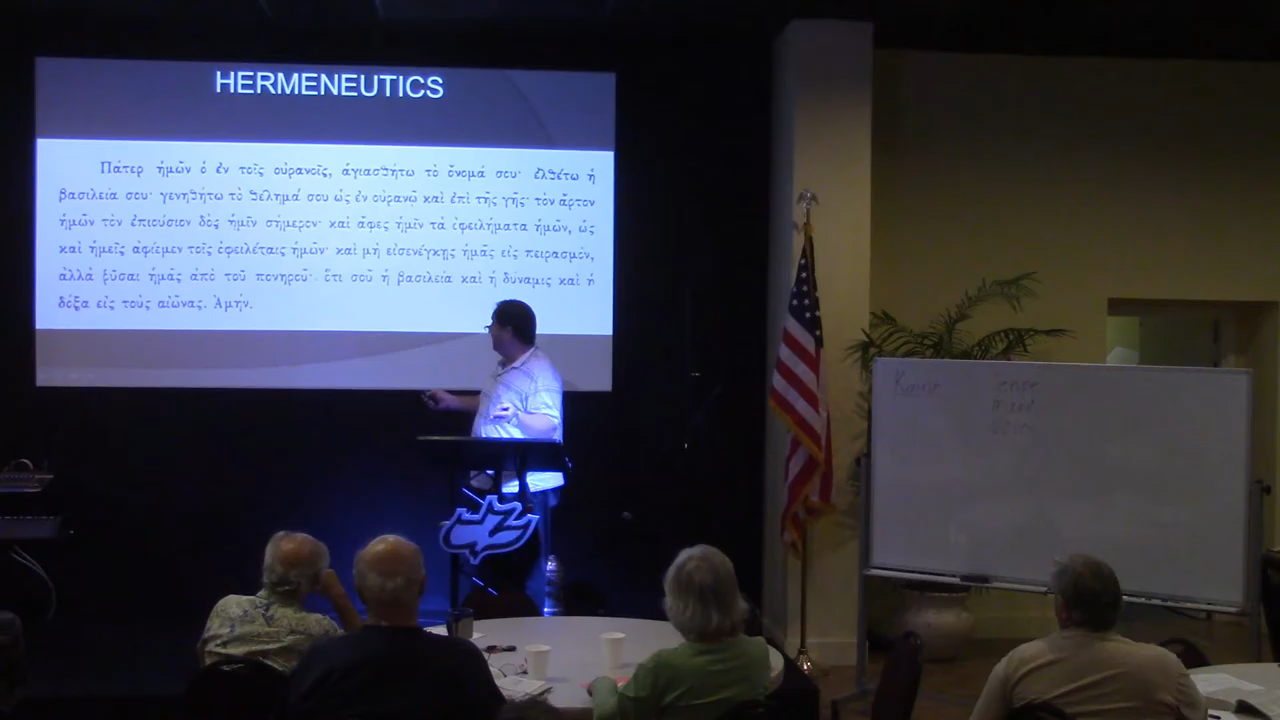 HERMENEUTICS
Πάτερ ἡμῶν ὁ ἐν τοῖς οὐρανοῖς, ἁγιασθήτω τὸ ὄνομά σου· ἐλθέτω ἡ
βασιλεία σου· γενηθήτω τὸ θέλημά σου ὡς ἐν οὐρανῷ καὶ ἐπὶ τῆς γῆς· τὸν ἄρτον
ἡμῶν τὸν ἐπιούσιον δὸς ἡμῖν σήμερον· καὶ ἄφες ἡμῖν τὰ ὀφειλήματα ἡμῶν, ὡς
καὶ ἡμεῖς ἀφίεμεν τοῖς ὀφειλέταις ἡμῶν· καὶ μὴ εἰσενέγκῃς ἡμᾶς εἰς πειρασμὸν,
ἀλλὰ ῥῦσαι ἡμᾶς ἀπὸ τοῦ πονηροῦ· ὅτι σοῦ ἡ βασιλεία καὶ ἡ δύναμις καὶ ἡ
δόξα εἰς τοὺς αἰῶνας. Ἀμήν.